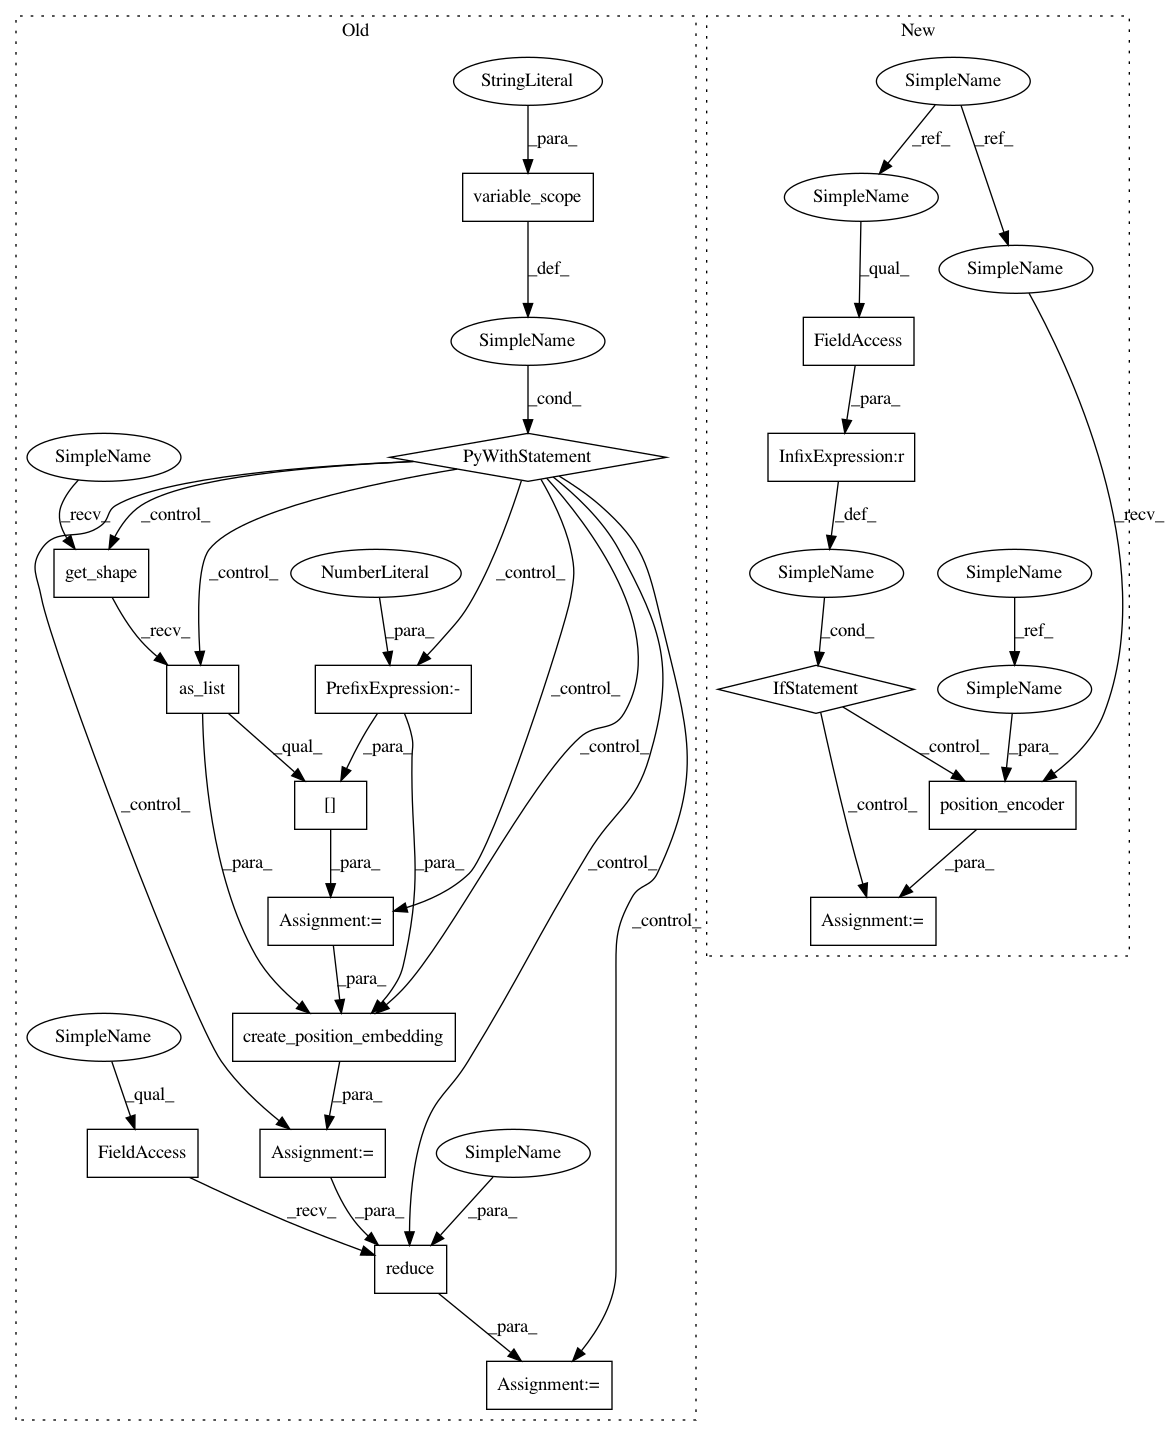 Old
New
StringLiteral
SimpleName
_para_
_ref_
_ref_
variable_scope
SimpleName
_def_
_qual_
SimpleName
SimpleName
FieldAccess
_cond_
_para_
SimpleName
PyWithStatement
InfixExpression:r
_recv_
_control_
_def_
_recv_
get_shape
NumberLiteral
_control_
_control_
SimpleName
SimpleName
_recv_
_para_
_cond_
_ref_
as_list
PrefixExpression:-
_control_
IfStatement
SimpleName
_qual_
_para_
_control_
_control_
_para_
_control_
[]
_control_
position_encoder
_para_
_para_
_para_
_control_
_para_
Assignment:=
_control_
Assignment:=
_para_
SimpleName
create_position_embedding
_qual_
_para_
FieldAccess
Assignment:=
SimpleName
_recv_
_para_
_para_
reduce
_para_
Assignment:=